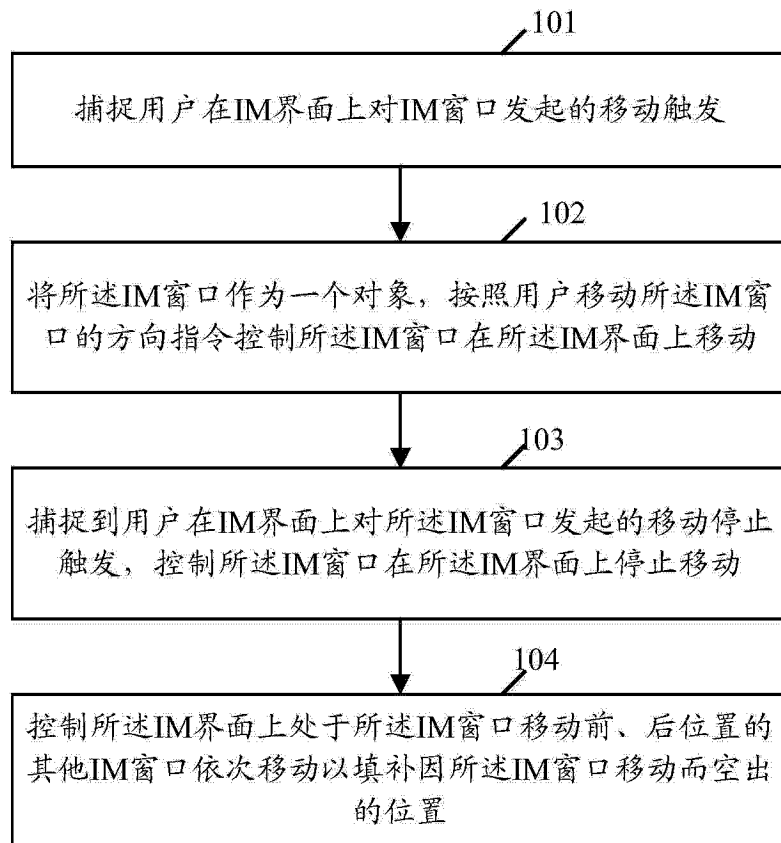 101
捕捉用户在IM界面上对IM窗口发起的移动触发
102
将所述IM窗口作为一个对象，按照用户移动所述IM窗
口的方向指令控制所述IM窗口在所述IM界面上移动
103
捕捉到用户在IM界面上对所述IM窗口发起的移动停止
触发，控制所述IM窗口在所述IM界面上停止移动
104
控制所述IM界面上处于所述IM窗口移动前、后位置的
其他IM窗口依次移动以填补因所述IM窗口移动而空出
的位置